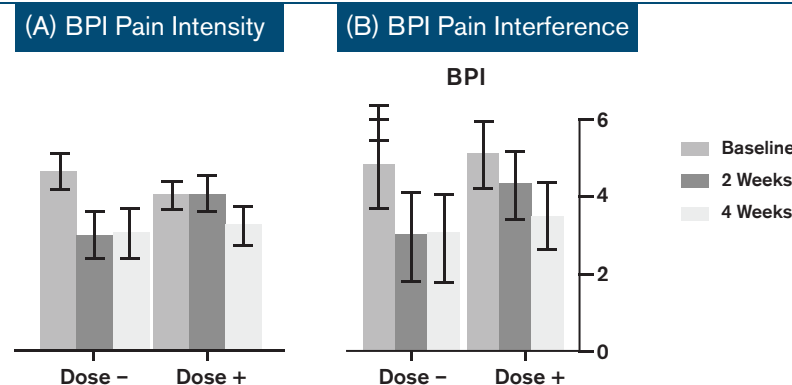 (A) BPI Pain Intensity
(B) BPI Pain Interference
BPI
6
4
2
0
Baseline
2 Weeks
4 Weeks
Dose –
Dose +
Dose –
Dose +